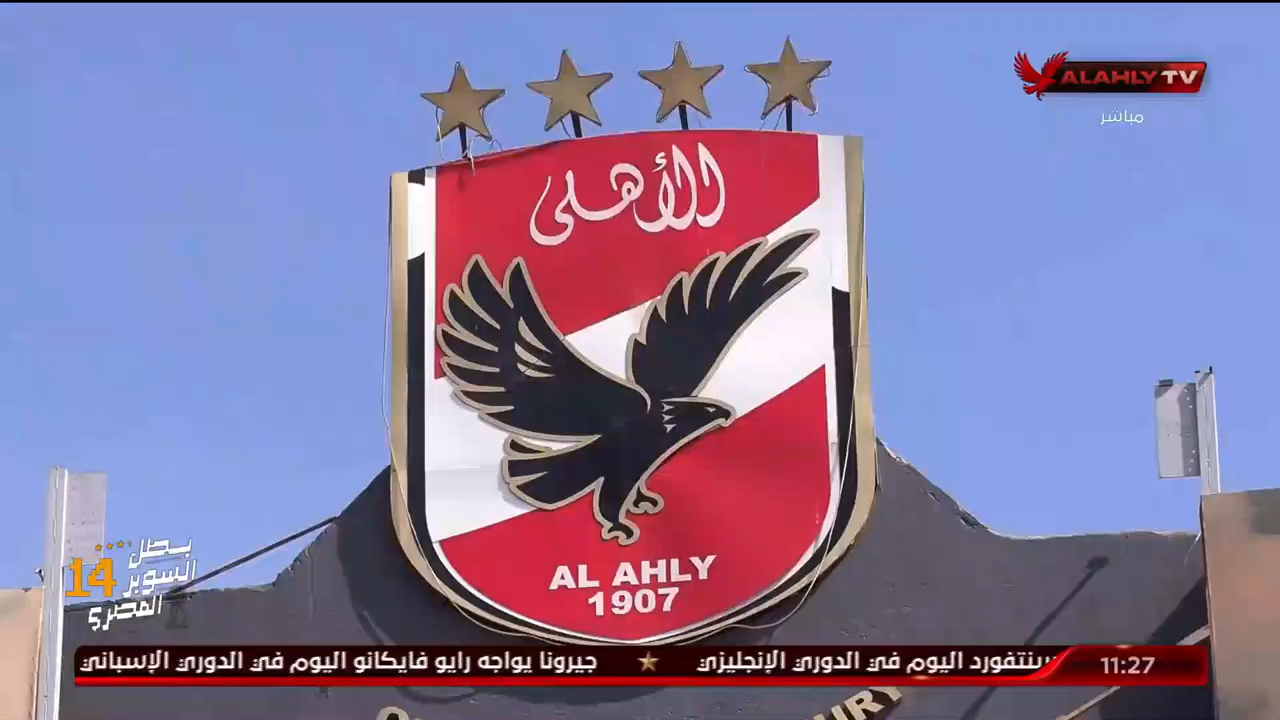 ALAHLY TV
مباشر
الأهلى
AL AHLY
1907
بطل
السوبر
14
المصري
جيرونا يواجه رايو فايكانو اليوم في الدوري الإسباني
سنتفورد اليوم في الدوري الإنجليزي
11:27